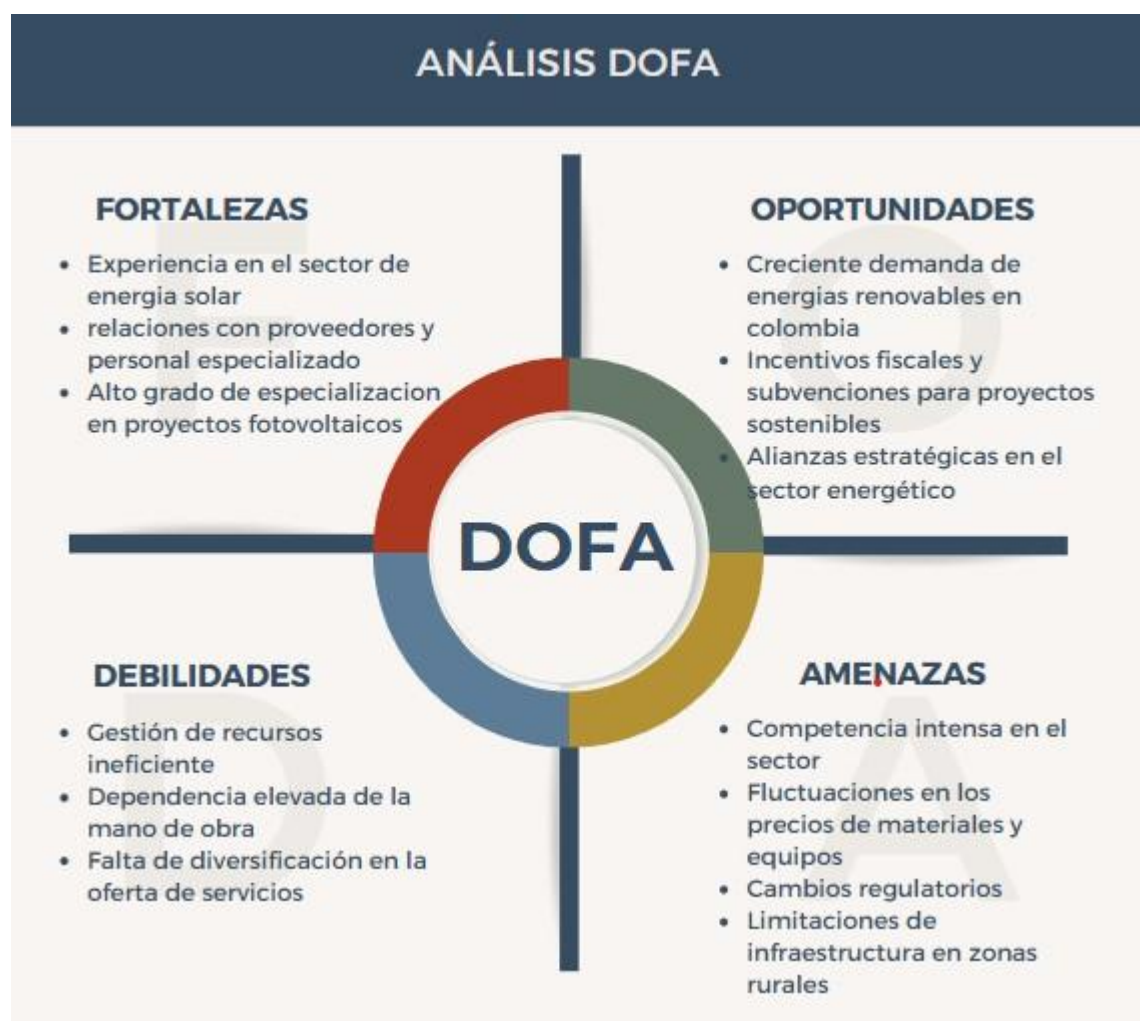 ANÁLISIS DOFA
FORTALEZAS
• Experiencia en el sector de
energia solar
• relaciones con proveedores y
personal especializado
• Alto grado de especializacion
en proyectos fotovoltaicos
OPORTUNIDADES
• Creciente demanda de
energias renovables en
colombia
• Incentivos fiscales y
subvenciones para proyectos
sostenibles
• Alianzas estratégicas en el
sector energético
DOFA
DEBILIDADES
• Gestión de recursos
ineficiente
• Dependencia elevada de la
mano de obra
• Falta de diversificación en la
oferta de servicios
AMENAZAS
• Competencia intensa en el
sector
• Fluctuaciones en los
precios de materiales y
equipos
• Cambios regulatorios
• Limitaciones de
infraestructura en zonas
rurales
F
O
D
A